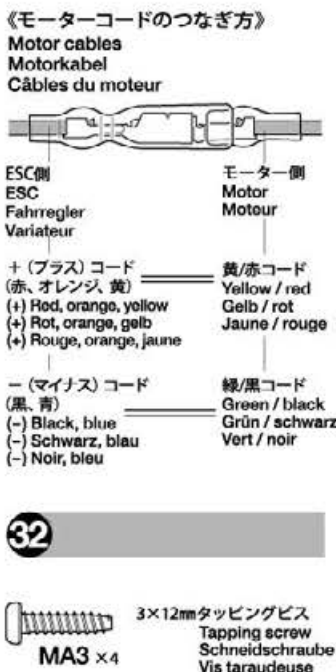 《モーターコードのつなぎ方》
Motor cables
Motorkabel
Câbles du moteur
ESC側
ESC
Fahrregler
Variateur
モーター側
Motor
Moteur
＋（プラス）コード
（赤、オレンジ、黄）
(+) Red, orange, yellow
(+) Rot, orange, gelb
(+) Rouge, orange, jaune
黄/赤コード
Yellow / red
Gelb / rot
Jaune / rouge
－（マイナス）コード
（黒、青）
(-) Black, blue
(-) Schwarz, blau
(-) Noir, bleu
緑/黒コード
Green / black
Grün / schwarz
Vert / noir
32
MA3 ×4
3×12㎜タッピングビス
Tapping screw
Schneidschraube
Vis taraudeuse